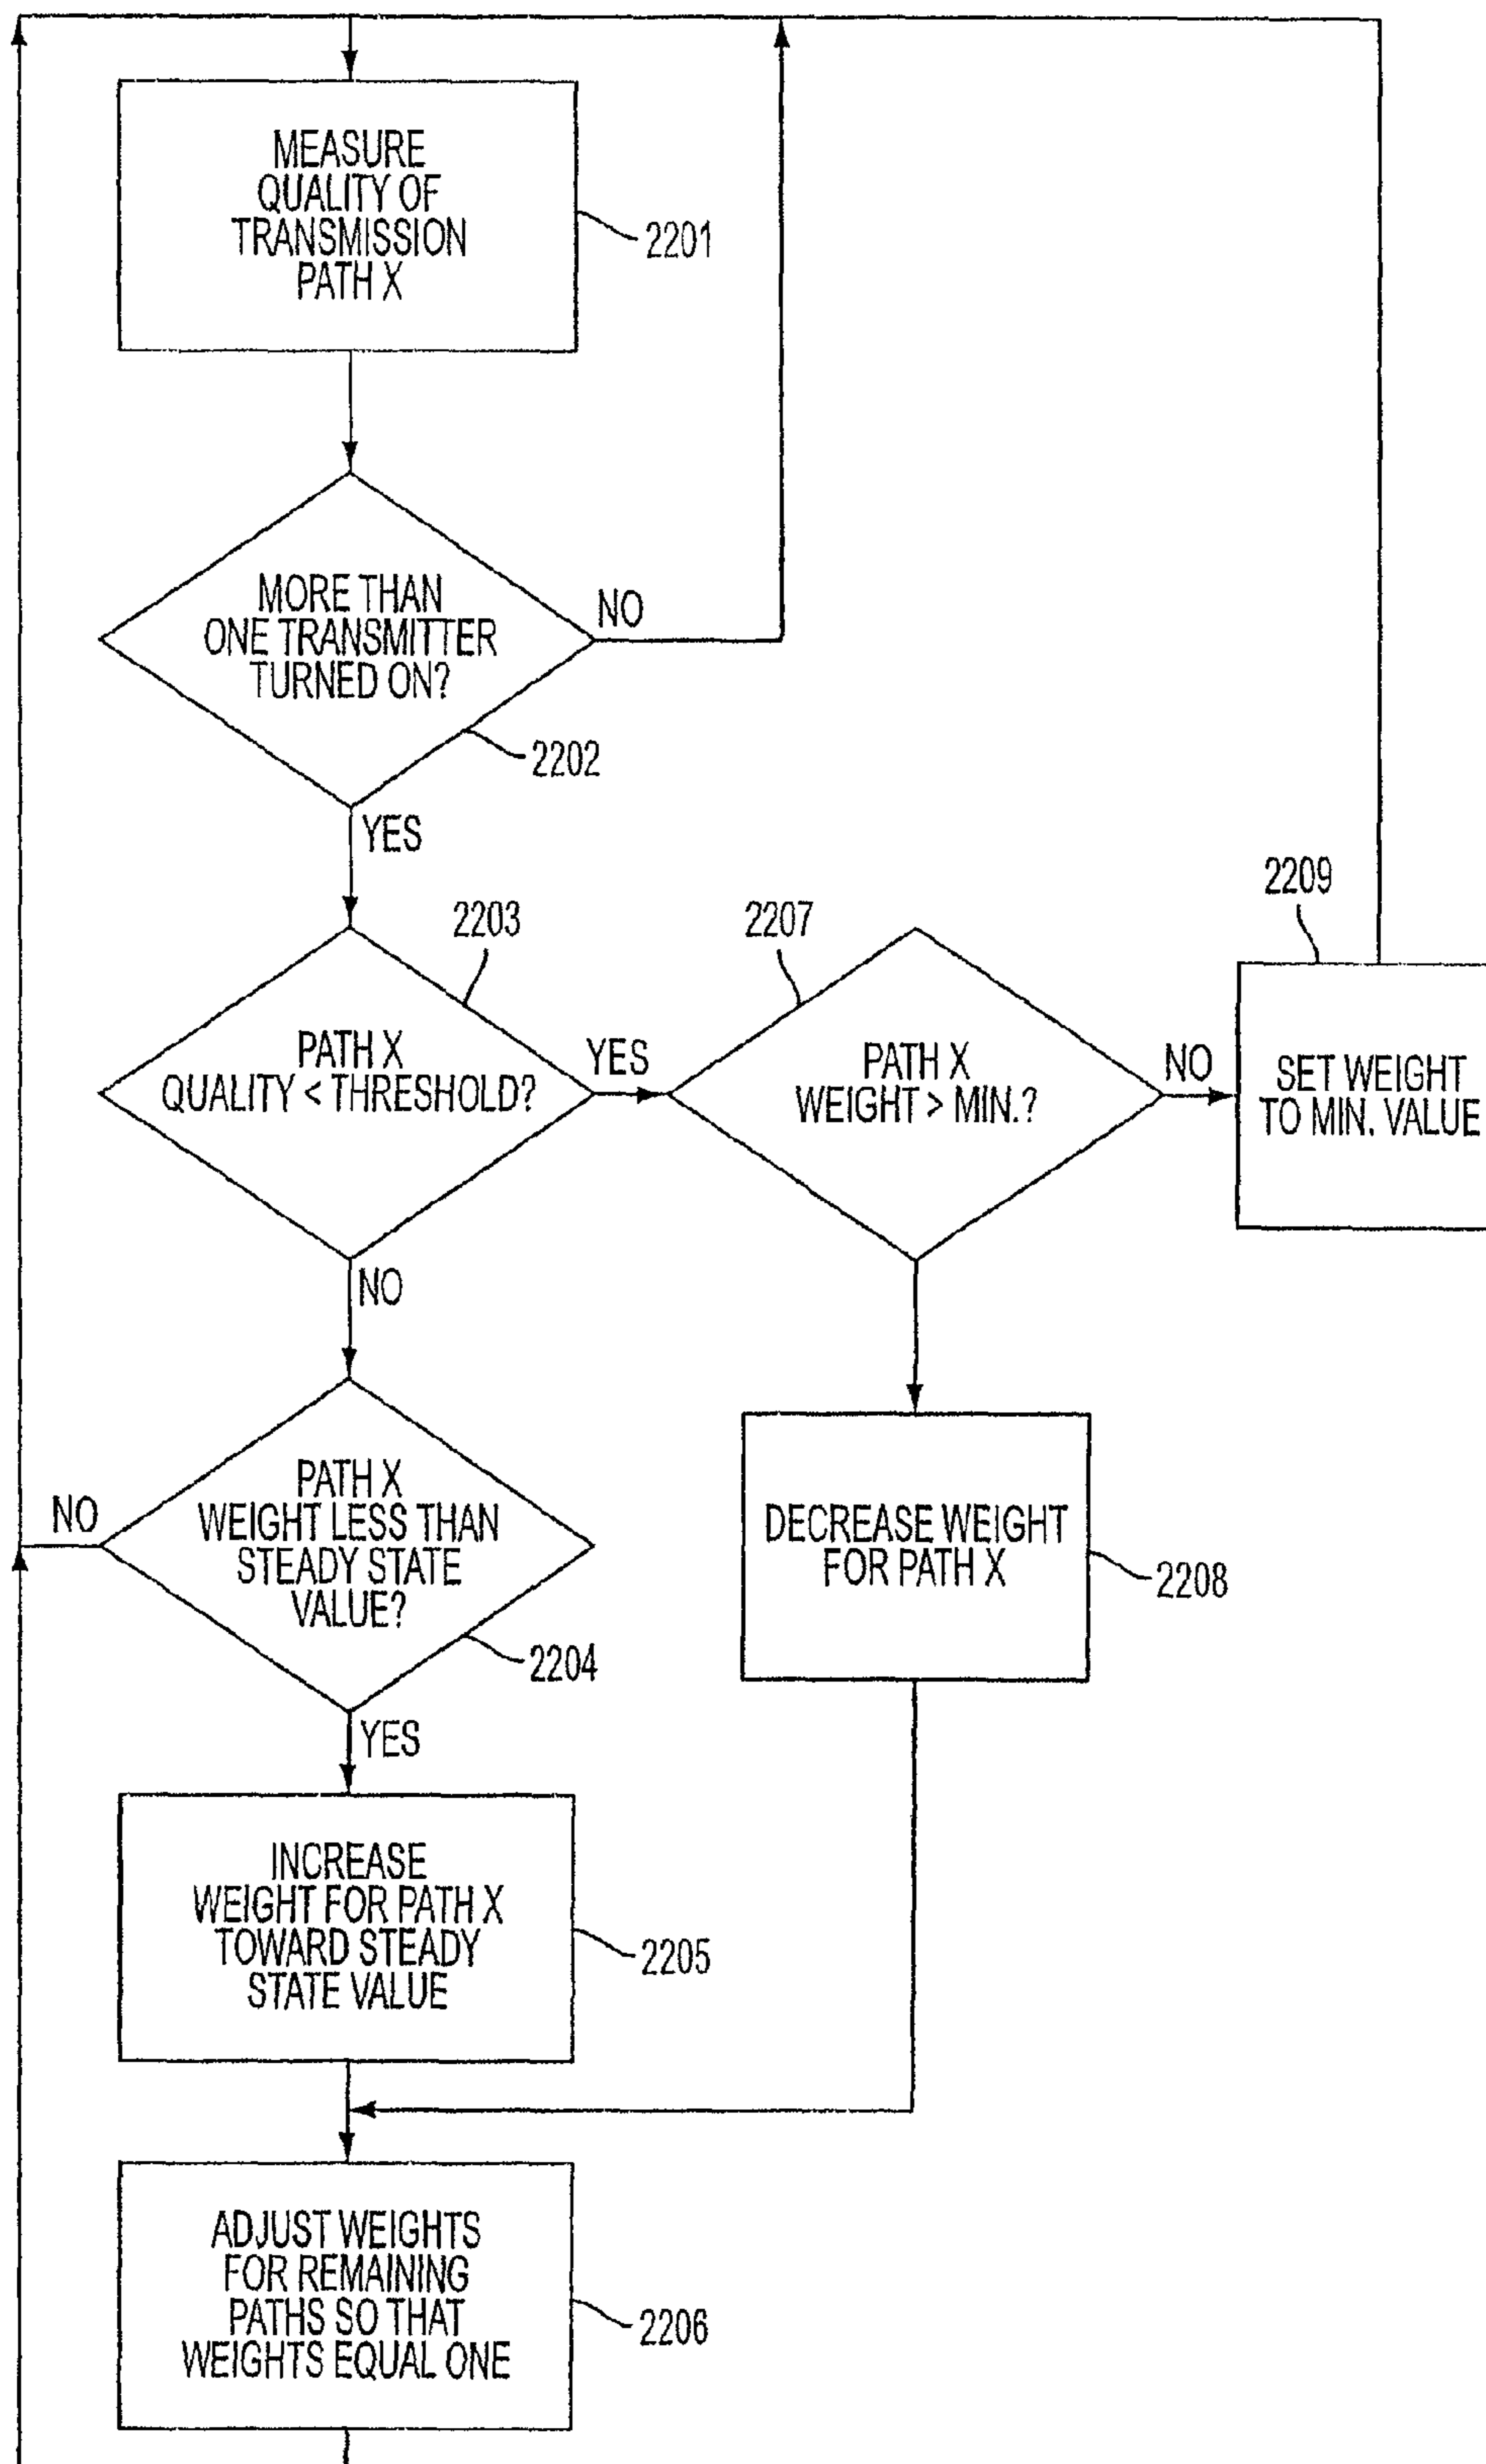 MEASURE
QUALITY OF
TRANSMISSION
PATH X
2201
MORE THAN
ONE TRANSMITTER
TURNED ON?
NO
2202
YES
2203
PATH X
QUALITY < THRESHOLD?
YES
2207
PATH X
WEIGHT > MIN.?
NO
2209
SET WEIGHT
TO MIN. VALUE
NO
PATH X
WEIGHT LESS THAN
STEADY STATE
VALUE?
NO
2204
DECREASE WEIGHT
FOR PATH X
2208
YES
INCREASE
WEIGHT FOR PATH X
TOWARD STEADY
STATE VALUE
2205
ADJUST WEIGHTS
FOR REMAINING
PATHS SO THAT
WEIGHTS EQUAL ONE
2206